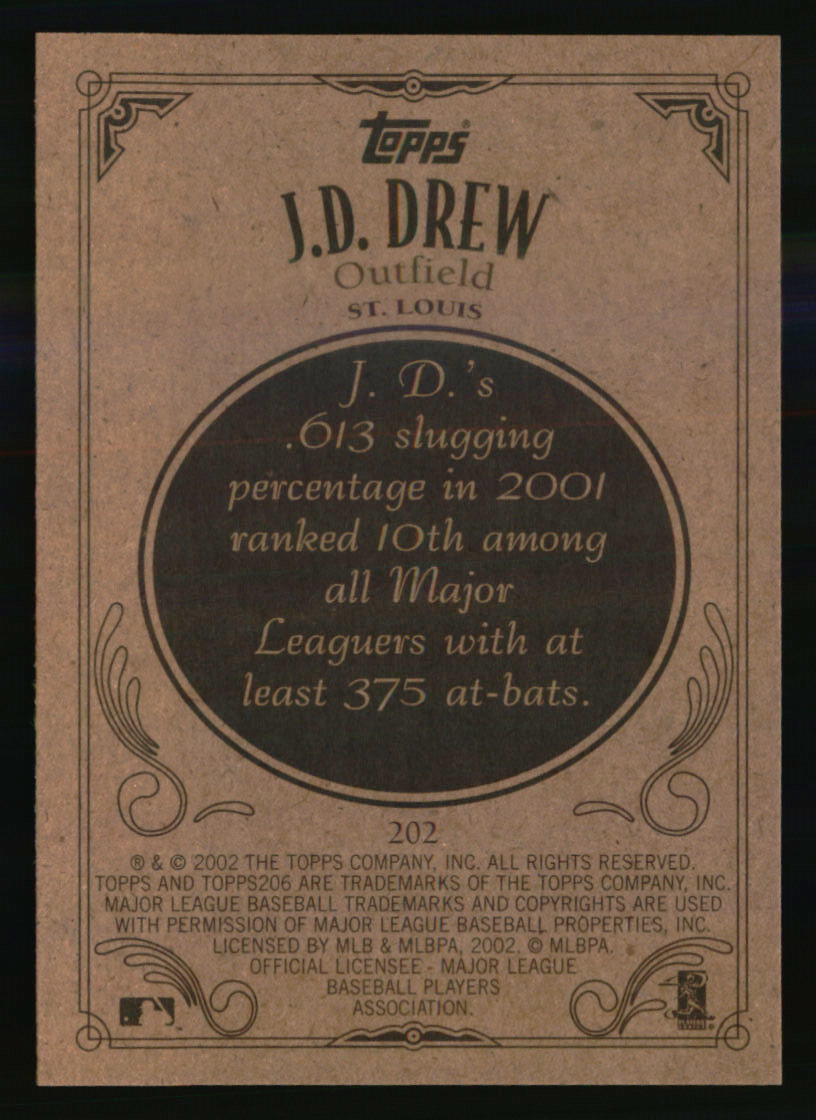 Topps®
J.D. DREW
Outfield
ST. LOUIS
J. D.'s
.613 slugging
percentage in 2001
ranked 10th among
all Major
Leaguers with at
least 375 at-bats.
202
® & © 2002 THE TOPPS COMPANY, INC. ALL RIGHTS RESERVED.
TOPPS AND TOPPS206 ARE TRADEMARKS OF THE TOPPS COMPANY, INC.
MAJOR LEAGUE BASEBALL TRADEMARKS AND COPYRIGHTS ARE USED
WITH PERMISSION OF MAJOR LEAGUE BASEBALL PROPERTIES, INC.
LICENSED BY MLB & MLBPA, 2002. © MLBPA.
OFFICIAL LICENSEE - MAJOR LEAGUE
BASEBALL PLAYERS
ASSOCIATION.